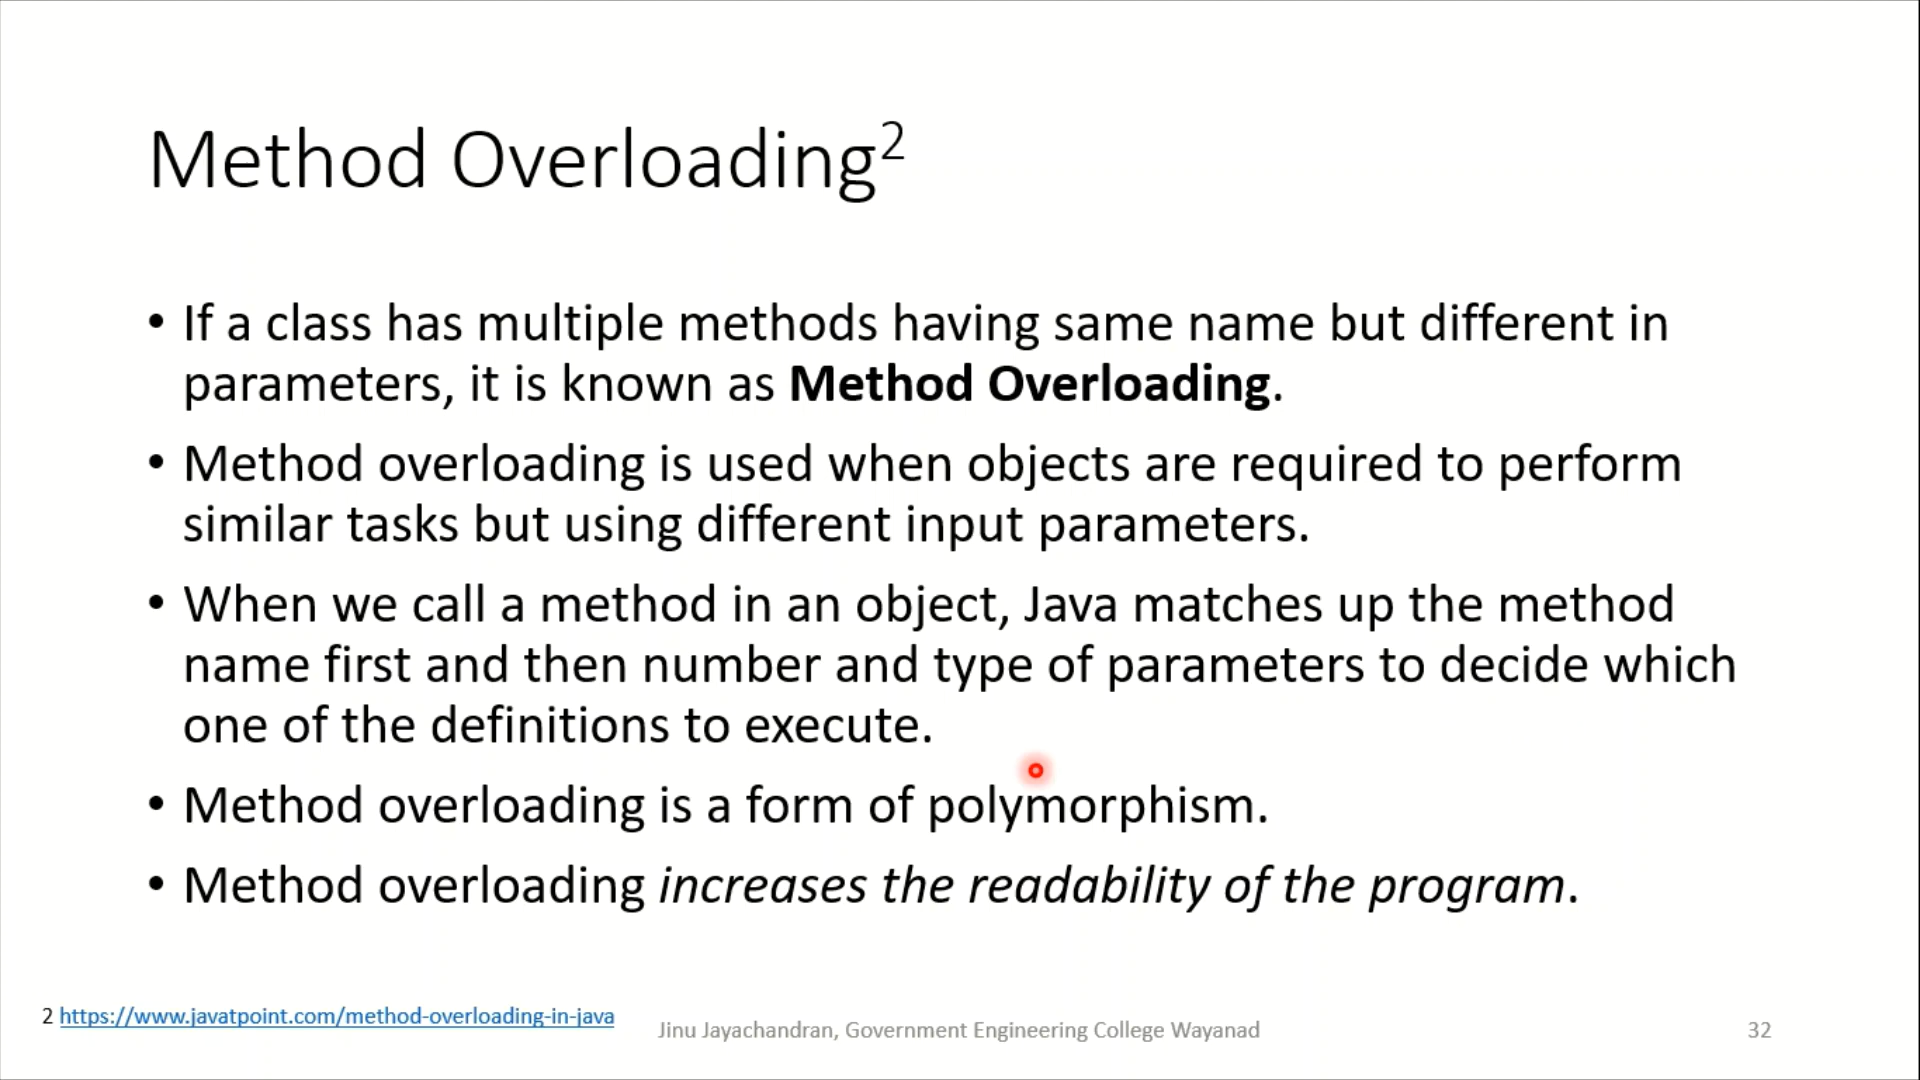 Method Overloading²
• If a class has multiple methods having same name but different in
parameters, it is known as Method Overloading.
• Method overloading is used when objects are required to perform
similar tasks but using different input parameters.
• When we call a method in an object, Java matches up the method
name first and then number and type of parameters to decide which
one of the definitions to execute.
• Method overloading is a form of polymorphism.
• Method overloading increases the readability of the program.
2 https://www.javatpoint.com/method-overloading-in-java
Jinu Jayachandran, Government Engineering College Wayanad
32